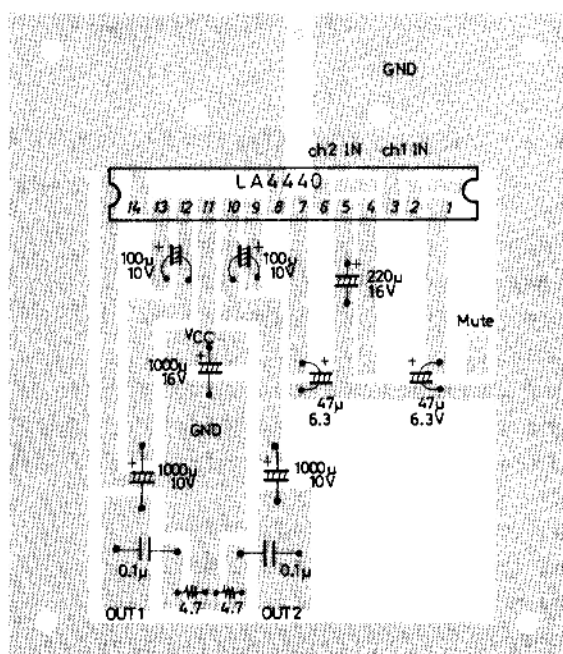 GND
ch2 IN ch1 IN
LA4440
14 13 12 11 10 9 8 7 6 5 4 3 2 1
+ 100µ 10V
+ 100µ 10V
+ 220µ 16V
Mute
VCC
+ 1000µ 16V
+ 47µ 6.3
+ 47µ 6.3V
GND
+ 1000µ 10V
+ 1000µ 10V
0.1µ
0.1µ
4.7 4.7
OUT1 OUT2